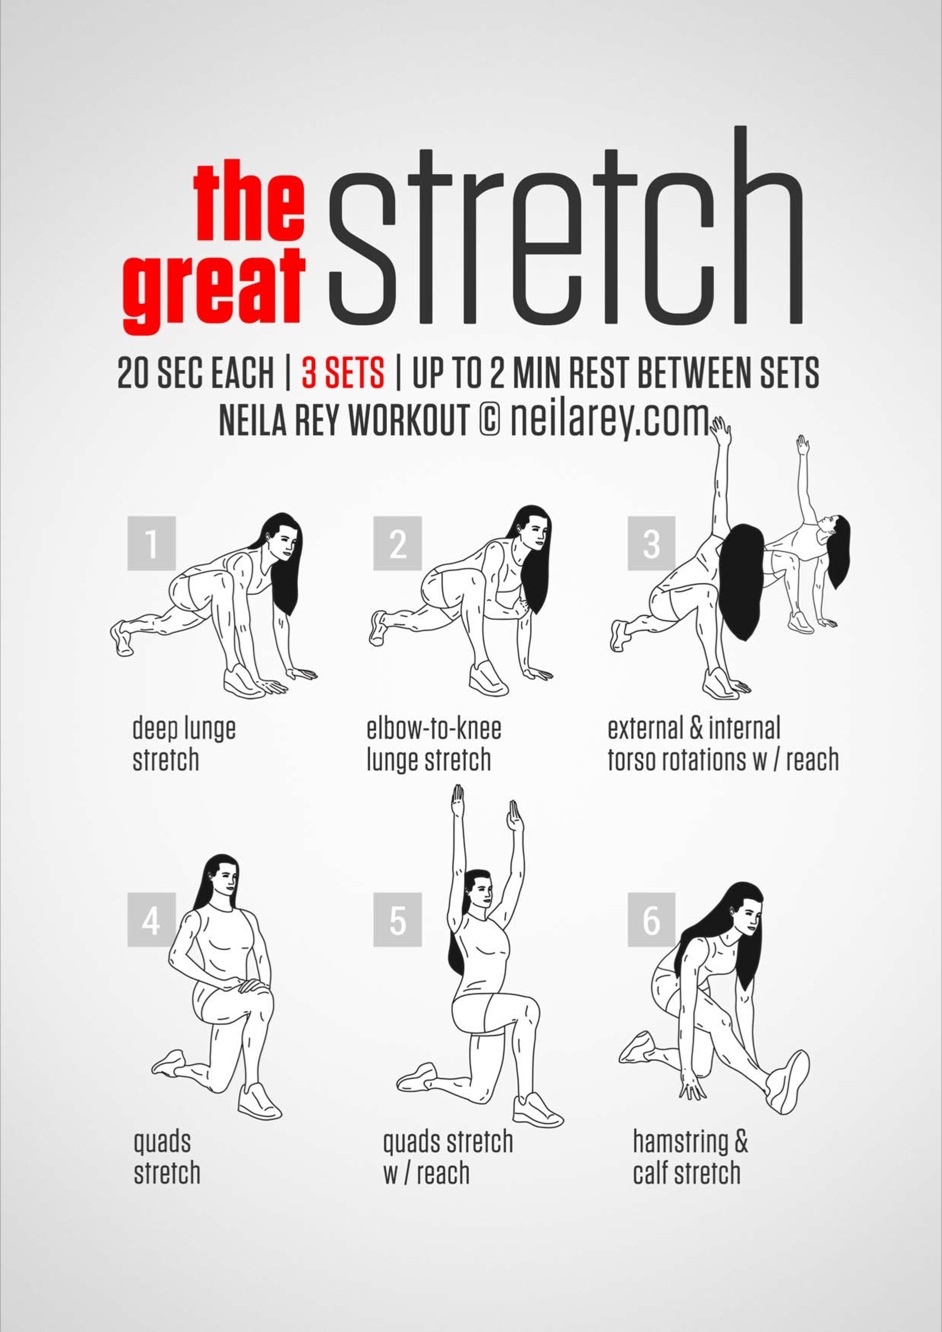 the
great
stretch
20 SEC EACH | 3 SETS | UP TO 2 MIN REST BETWEEN SETS
NEILA REY WORKOUT © neilarey.com
1
deep lunge
stretch
2
elbow-to-knee
lunge stretch
3
external & internal
torso rotations w / reach
4
quads
stretch
5
quads stretch
w / reach
6
hamstring &
calf stretch